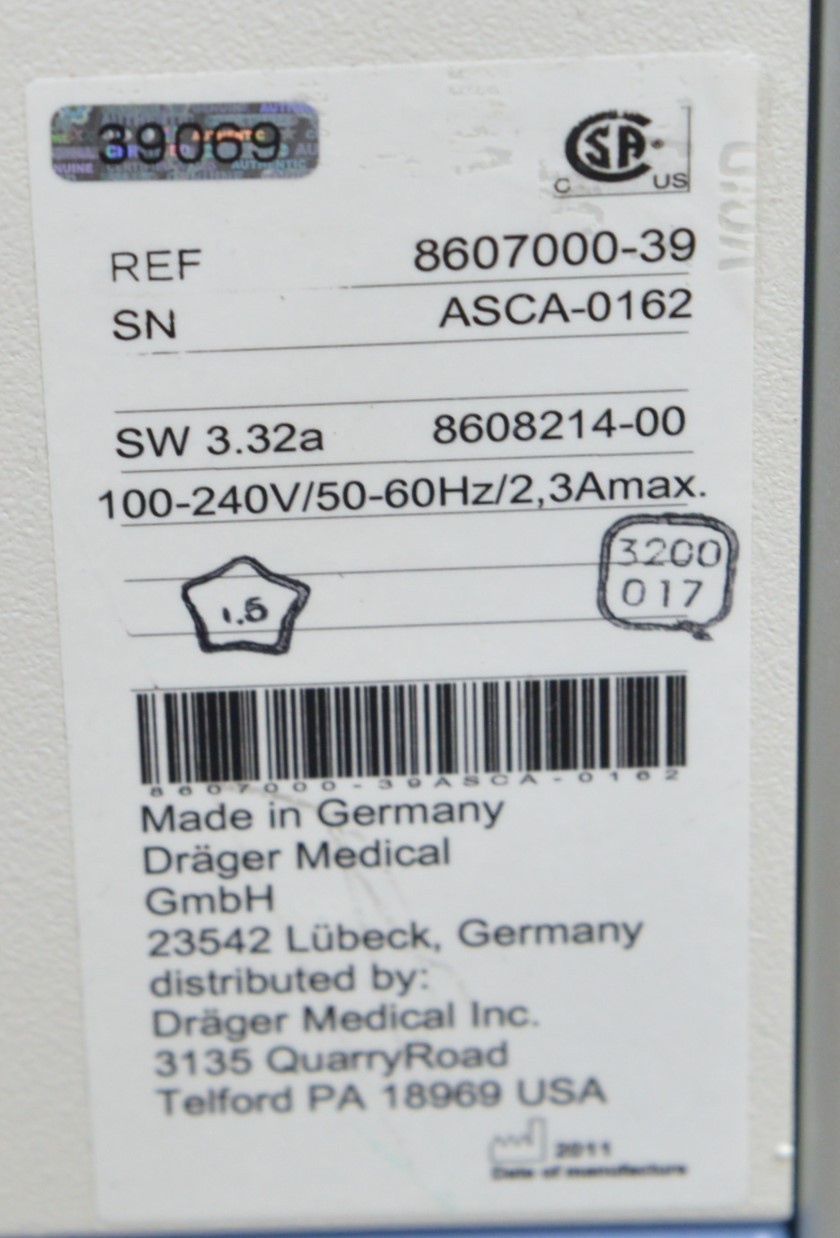 39069
CSA
C US
VOID
REF 8607000-39
SN ASCA-0162
SW 3.32a 8608214-00
100-240V/50-60Hz/2,3Amax.
3200
017
1.5
8607000-39ASCA-0162
Made in Germany
Dräger Medical
GmbH
23542 Lübeck, Germany
distributed by:
Dräger Medical Inc.
3135 QuarryRoad
Telford PA 18969 USA
2011
Date of manufacture